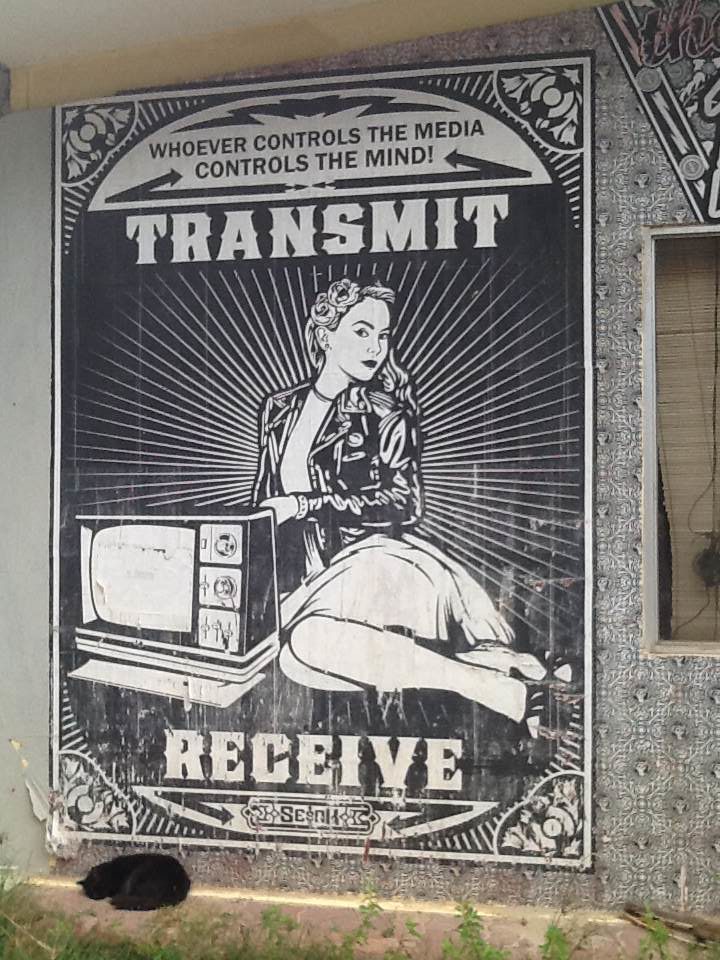 WHOEVER CONTROLS THE MEDIA
CONTROLS THE MIND!
TRANSMIT
RECEIVE